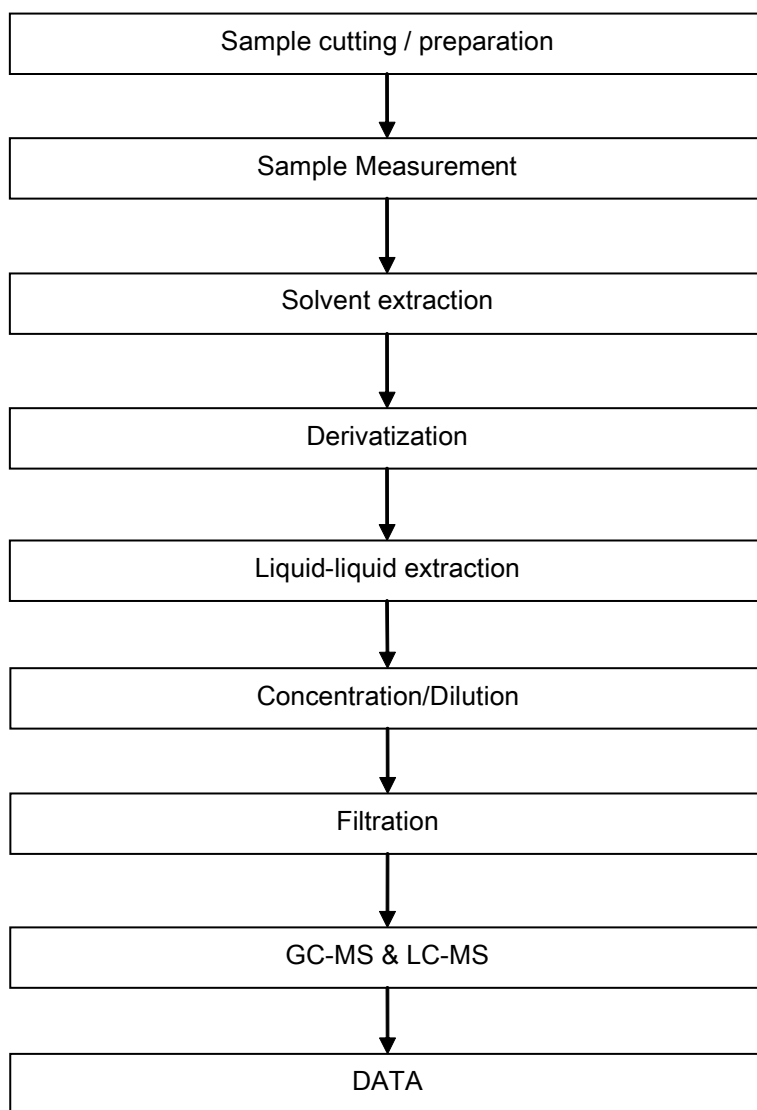 Sample cutting / preparation
Sample Measurement
Solvent extraction
Derivatization
Liquid-liquid extraction
Concentration/Dilution
Filtration
GC-MS & LC-MS
DATA